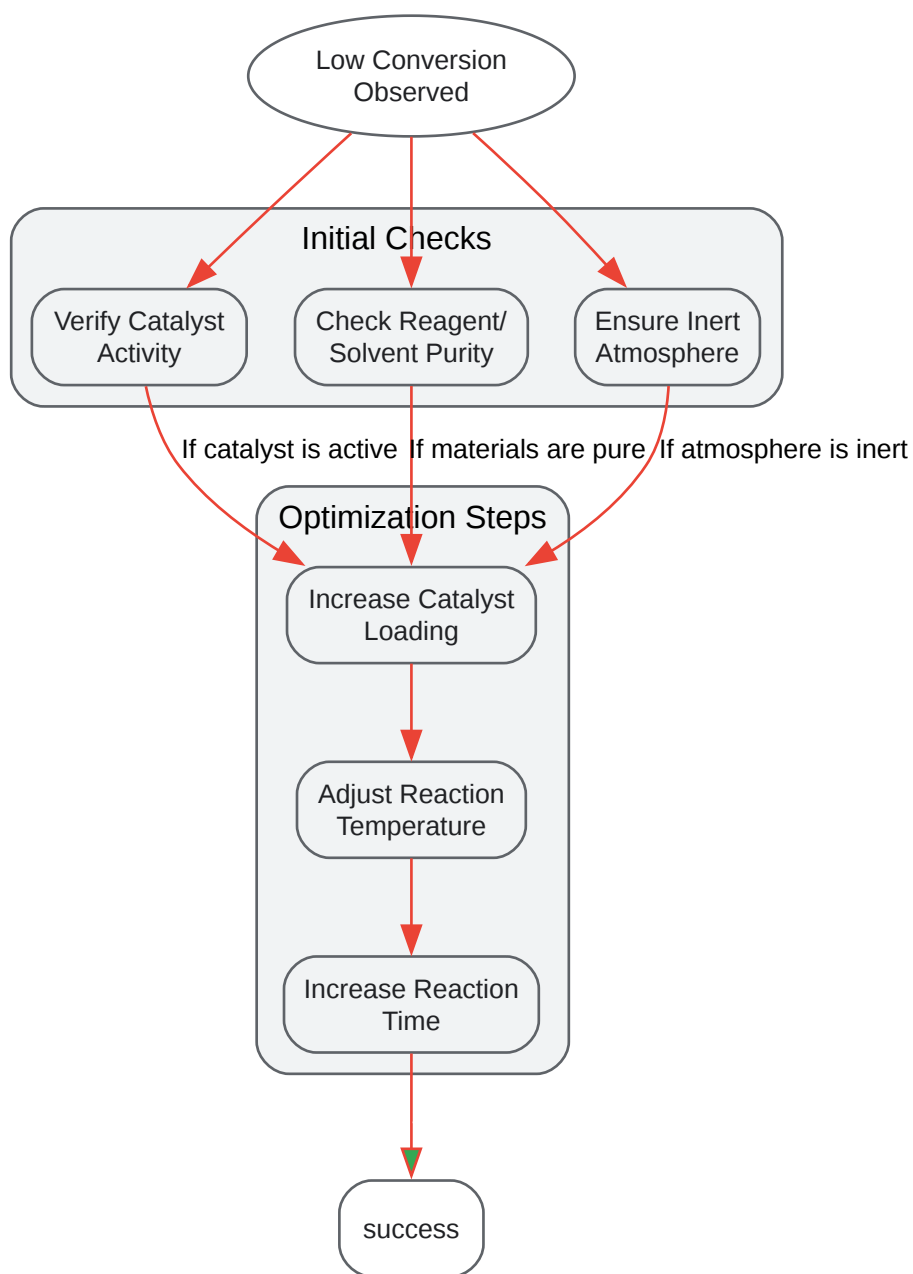 Low Conversion
Observed
Initial Checks
Verify Catalyst
Activity
Check Reagent/
Solvent Purity
Ensure Inert
Atmosphere
If catalyst is active
If materials are pure
If atmosphere is inert
Optimization Steps
Increase Catalyst
Loading
Adjust Reaction
Temperature
Increase Reaction
Time
success